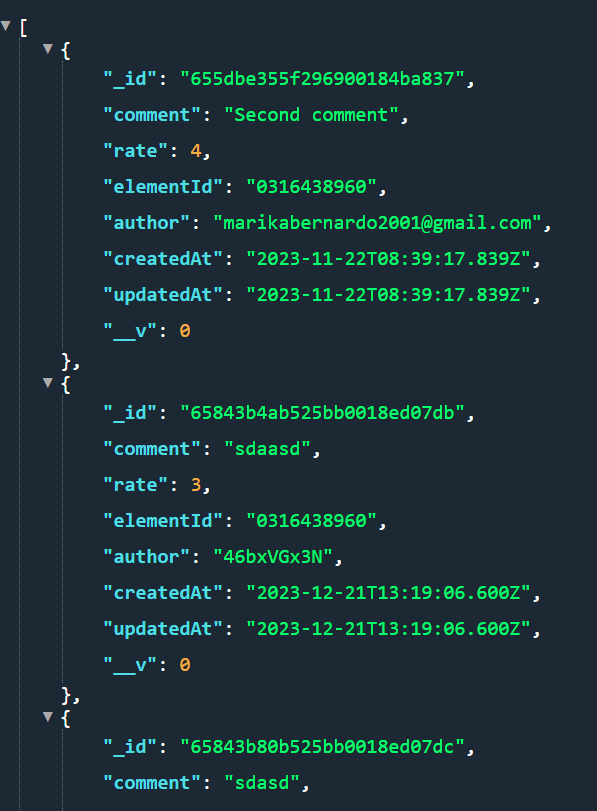 [
{
"_id": "655dbe355f296900184ba837",
"comment": "Second comment",
"rate": 4,
"elementId": "0316438960",
"author": "marikabernardo2001@gmail.com",
"createdAt": "2023-11-22T08:39:17.839Z",
"updatedAt": "2023-11-22T08:39:17.839Z",
"__v": 0
},
{
"_id": "65843b4ab525bb0018ed07db",
"comment": "sdaasd",
"rate": 3,
"elementId": "0316438960",
"author": "46bxVGx3N",
"createdAt": "2023-12-21T13:19:06.600Z",
"updatedAt": "2023-12-21T13:19:06.600Z",
"__v": 0
},
{
"_id": "65843b80b525bb0018ed07dc",
"comment": "sdasd",